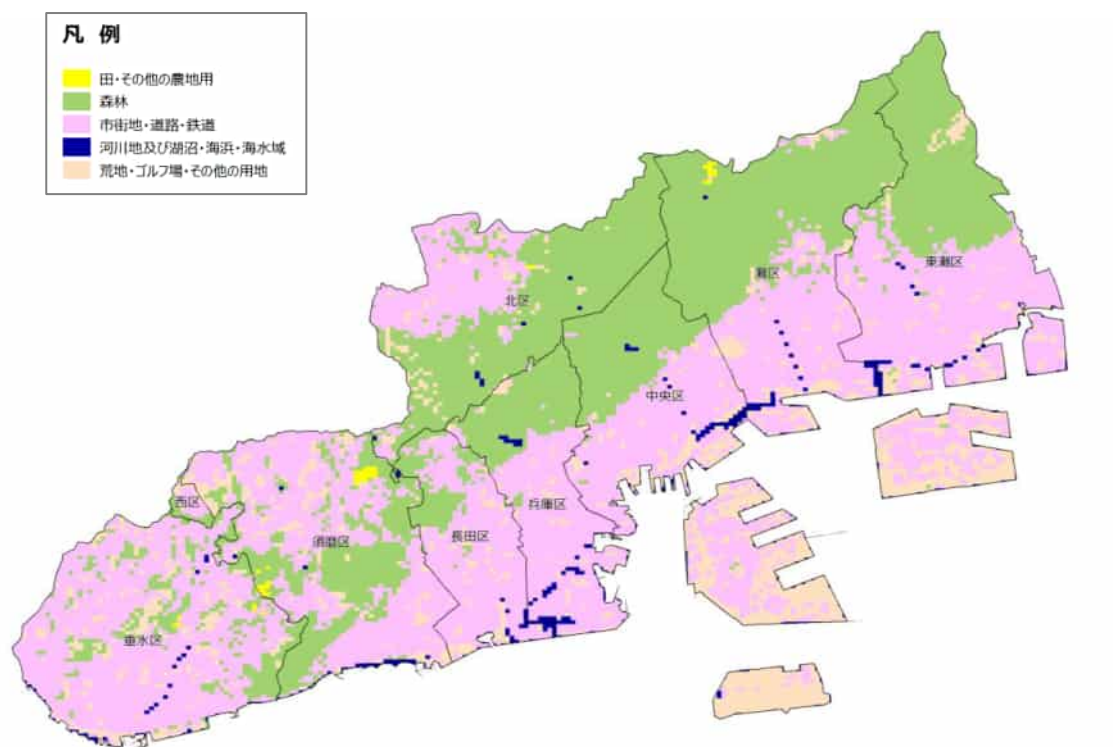 凡 例
田・その他の農地用
森林
市街地・道路・鉄道
河川地及び湖沼・海浜・海水域
荒地・ゴルフ場・その他の用地
東灘区
灘区
北区
中央区
西区
兵庫区
長田区
須磨区
垂水区